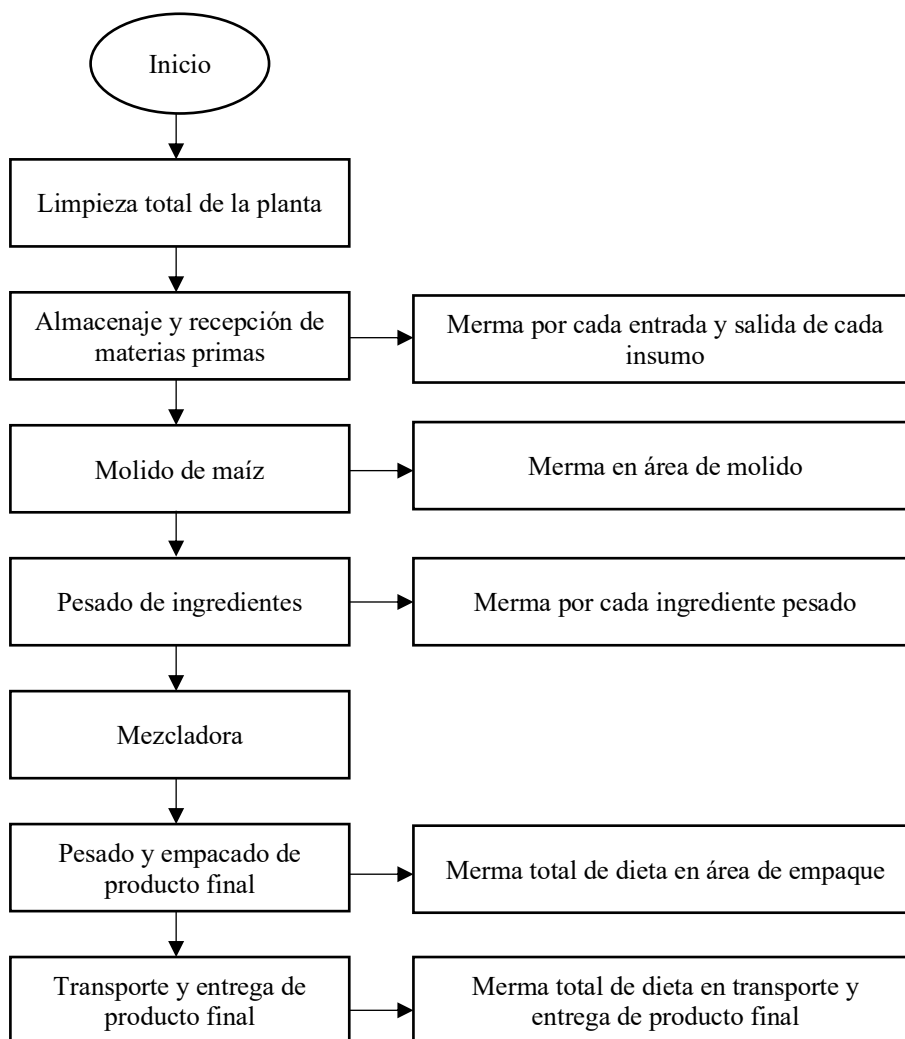 Inicio
Limpieza total de la planta
Almacenaje y recepción de
materias primas
Merma por cada entrada y salida de cada
insumo
Molido de maíz
Merma en área de molido
Pesado de ingredientes
Merma por cada ingrediente pesado
Mezcladora
Pesado y empacado de
producto final
Merma total de dieta en área de empaque
Transporte y entrega de
producto final
Merma total de dieta en transporte y
entrega de producto final